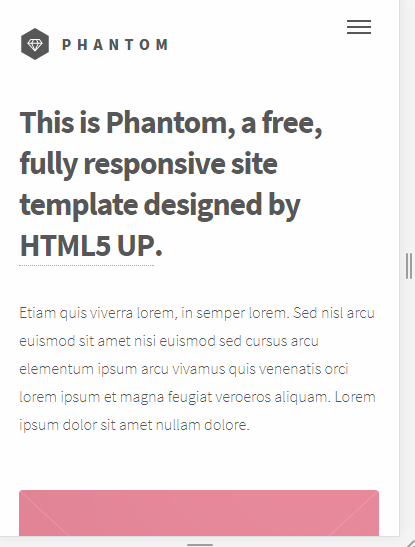 PHANTOM
This is Phantom, a free,
fully responsive site
template designed by
HTML5 UP.
Etiam quis viverra lorem, in semper lorem. Sed nisl arcu
euismod sit amet nisi euismod sed cursus arcu
elementum ipsum arcu vivamus quis venenatis orci
lorem ipsum et magna feugiat veroeros aliquam. Lorem
ipsum dolor sit amet nullam dolore.